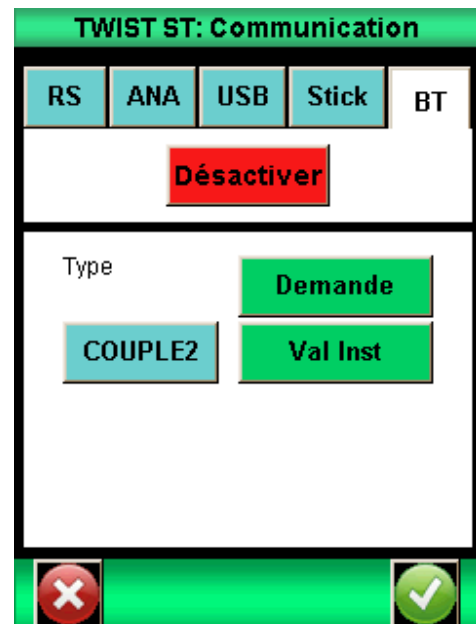 TWIST ST: Communication
RS ANA USB Stick BT
Désactiver
Type
Demande
COUPLE2 Val Inst